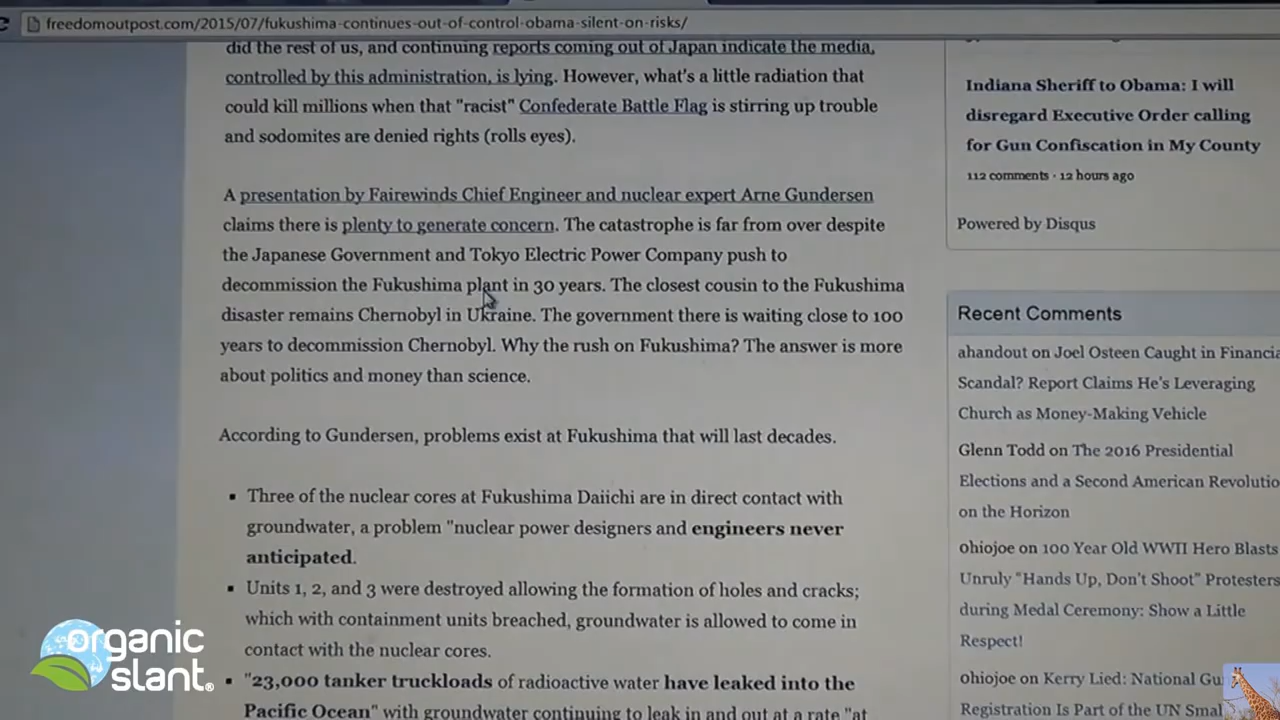 freedomoutpost.com/2015/07/fukushima-continues-out-of-control-obama-silent-on-risks/
did the rest of us, and continuing reports coming out of Japan indicate the media,
controlled by this administration, is lying. However, what's a little radiation that
could kill millions when that "racist" Confederate Battle Flag is stirring up trouble
and sodomites are denied rights (rolls eyes).
A presentation by Fairewinds Chief Engineer and nuclear expert Arne Gundersen
claims there is plenty to generate concern. The catastrophe is far from over despite
the Japanese Government and Tokyo Electric Power Company push to
decommission the Fukushima plant in 30 years. The closest cousin to the Fukushima
disaster remains Chernobyl in Ukraine. The government there is waiting close to 100
years to decommission Chernobyl. Why the rush on Fukushima? The answer is more
about politics and money than science.
According to Gundersen, problems exist at Fukushima that will last decades.
Three of the nuclear cores at Fukushima Daiichi are in direct contact with
groundwater, a problem "nuclear power designers and engineers never
anticipated.
Units 1, 2, and 3 were destroyed allowing the formation of holes and cracks;
which with containment units breached, groundwater is allowed to come in
contact with the nuclear cores.
"23,000 tanker truckloads of radioactive water have leaked into the
Pacific Ocean" with groundwater continuing to leak in and out at a rate "at
Indiana Sheriff to Obama: I will
disregard Executive Order calling
for Gun Confiscation in My County
112 comments · 12 hours ago
Powered by Disqus
Recent Comments
ahandout on Joel Osteen Caught in Financia
Scandal? Report Claims He's Leveraging
Church as Money-Making Vehicle
Glenn Todd on The 2016 Presidential
Elections and a Second American Revolutio
on the Horizon
ohiojoe on 100 Year Old WWII Hero Blasts
Unruly "Hands Up, Don't Shoot" Protesters
during Medal Ceremony: Show a Little
Respect!
ohiojoe on Kerry Lied: National Gu
Registration Is Part of the UN Smal
organic
slant®